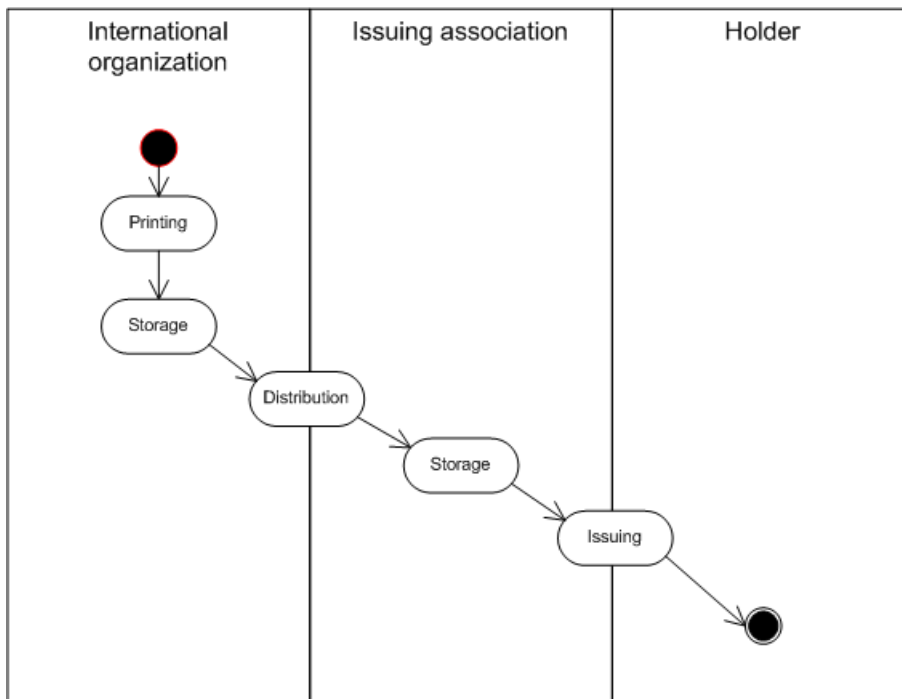 International
organization
Issuing association
Holder
Printing
Storage
Distribution
Storage
Issuing